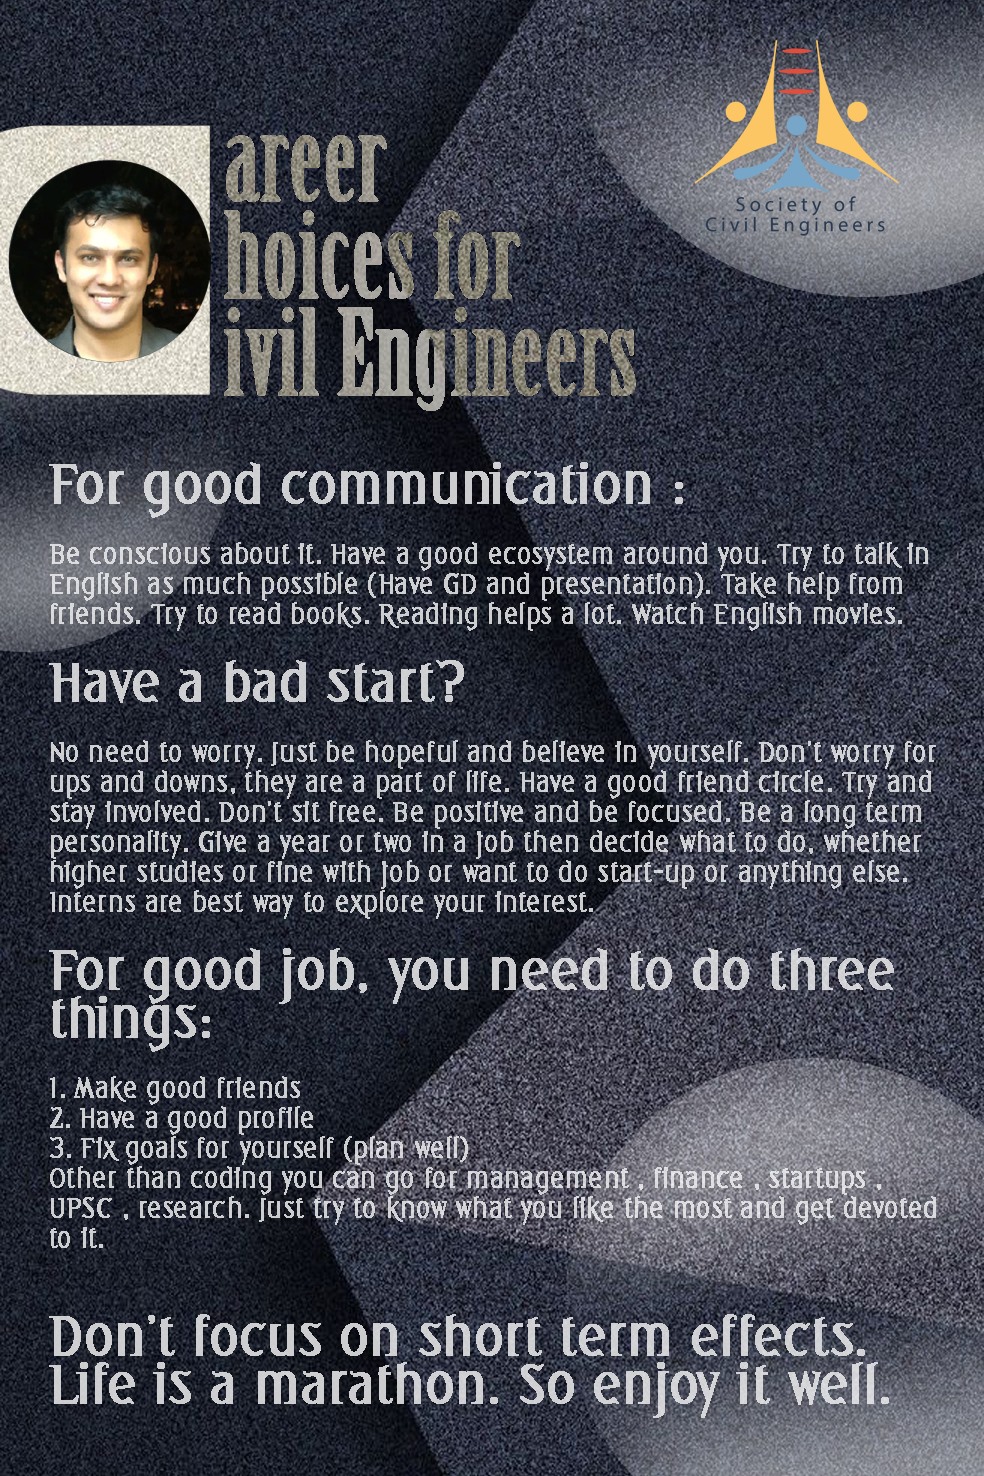 Society of
Civil Engineers
areer
hoices for
ivil Engineers
For good communication :
Be conscious about it. Have a good ecosystem around you. Try to talk in
English as much possible (Have GD and presentation). Take help from
friends. Try to read books. Reading helps a lot. Watch English movies.
Have a bad start?
No need to worry. Just be hopeful and believe in yourself. Don't worry for
ups and downs, they are a part of life. Have a good friend circle. Try and
stay involved. Don't sit free. Be positive and be focused. Be a long term
personality. Give a year or two in a job then decide what to do, whether
higher studies or fine with job or want to do start-up or anything else.
Interns are best way to explore your interest.
For good job, you need to do three
things:
1. Make good friends
2. Have a good profile
3. Fix goals for yourself (plan well)
Other than coding you can go for management , finance , startups ,
UPSC , research. Just try to know what you like the most and get devoted
to it.
Don't focus on short term effects.
Life is a marathon. So enjoy it well.